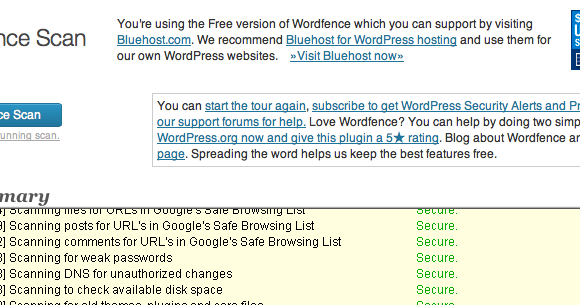 You're using the Free version of Wordfence which you can support by visiting
nce Scan
Bluehost.com. We recommend Bluehost for WordPress hosting and use them for
our own WordPress websites. »Visit Bluehost now»
You can start the tour again, subscribe to get WordPress Security Alerts and Pr
ce Scan
our support forums for help. Love Wordfence? You can help by doing two simp
running scan.
WordPress.org now and give this plugin a 5★ rating. Blog about Wordfence an
page. Spreading the word helps us keep the best features free.
mary
] Scanning files for URLs in Google's Safe Browsing List Secure.
] Scanning posts for URL's in Google's Safe Browsing List Secure.
] Scanning comments for URL's in Google's Safe Browsing List Secure.
] Scanning for weak passwords Secure.
] Scanning DNS for unauthorized changes Secure.
] Scanning to check available disk space Secure.
] Scanning for old themes, plugins and core files Secure.